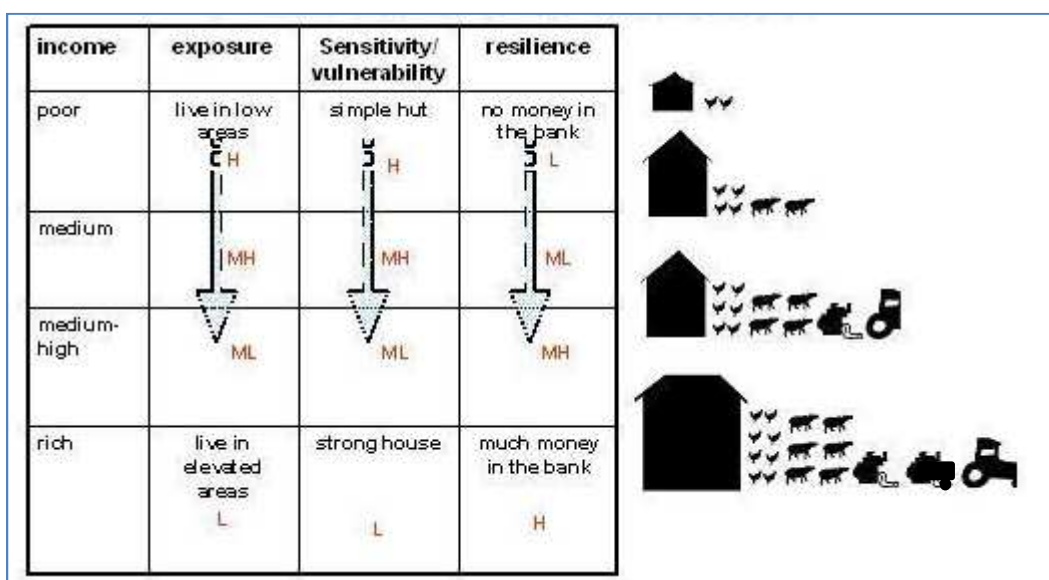 income exposure Sensitivity/ resilience
vulnerability
poor live in low simple hut no money in
areas the bank
H H L
medium
MH MH ML
medium-
high
ML ML MH
rich live in strong house much money
elevated in the bank
areas
L L H